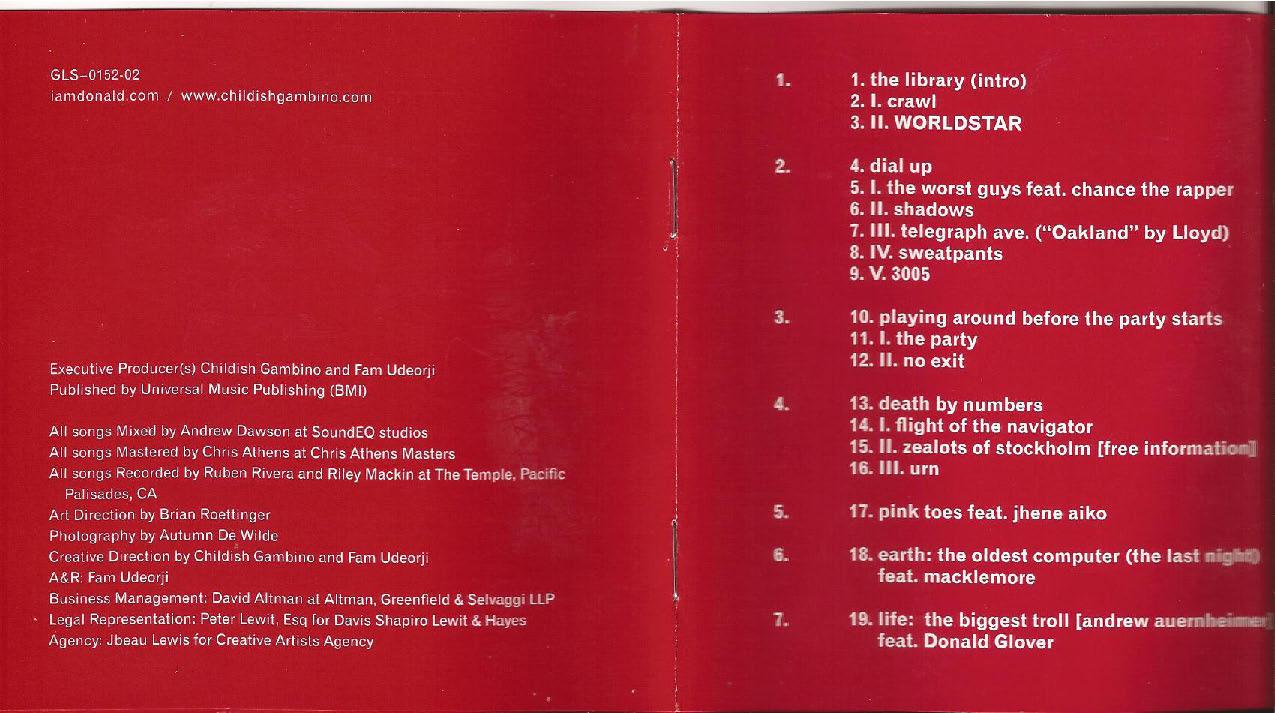 GLS–0152-02
iamdonald.com / www.childishgambino.com
Executive Producer(s) Childish Gambino and Fam Udeorji
Published by Universal Music Publishing (BMI)
All songs Mixed by Andrew Dawson at SoundEQ studios
All songs Mastered by Chris Athens at Chris Athens Masters
All songs Recorded by Ruben Rivera and Riley Mackin at The Temple, Pacific
Palisades, CA
Art Direction by Brian Roettinger
Photography by Autumn De Wilde
Creative Direction by Childish Gambino and Fam Udeorji
A&R: Fam Udeorji
Business Management: David Altman at Altman, Greenfield & Selvaggi LLP
Legal Representation: Peter Lewit, Esq for Davis Shapiro Lewit & Hayes
Agency: Jbeau Lewis for Creative Artists Agency
1. 1. the library (intro)
2. I. crawl
3. II. WORLDSTAR
2. 4. dial up
5. I. the worst guys feat. chance the rapper
6. II. shadows
7. III. telegraph ave. (“Oakland” by Lloyd)
8. IV. sweatpants
9. V. 3005
3. 10. playing around before the party starts
11. I. the party
12. II. no exit
4. 13. death by numbers
14. I. flight of the navigator
15. II. zealots of stockholm [free information]
16. III. urn
5. 17. pink toes feat. jhene aiko
6. 18. earth: the oldest computer (the last night)
feat. macklemore
7. 19. life: the biggest troll [andrew auernheimer]
feat. Donald Glover